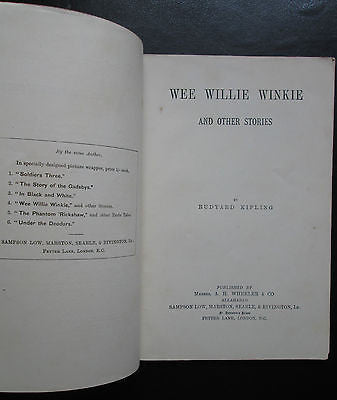 By the same Author.
In specially-designed picture wrapper, price 1s. each.
1. "Soldiers Three."
2. "The Story of the Gadsbys."
3. "In Black and White."
4. "Wee Willie Winkie," and other Stories.
5. "The Phantom 'Rickshaw," and other Eerie Tales.
6. "Under the Deodars."
SAMPSON LOW, MARSTON, SEARLE, & RIVINGTON, Ld.
FETTER LANE, LONDON, E.C.
WEE WILLIE WINKIE
AND OTHER STORIES
BY
RUDYARD KIPLING
PUBLISHED BY
MESSRS. A. H. WHEELER & CO
ALLAHABAD
SAMPSON LOW, MARSTON, SEARLE, & RIVINGTON, Ld.
St. Dunstan's House
FETTER LANE, LONDON, E.C.